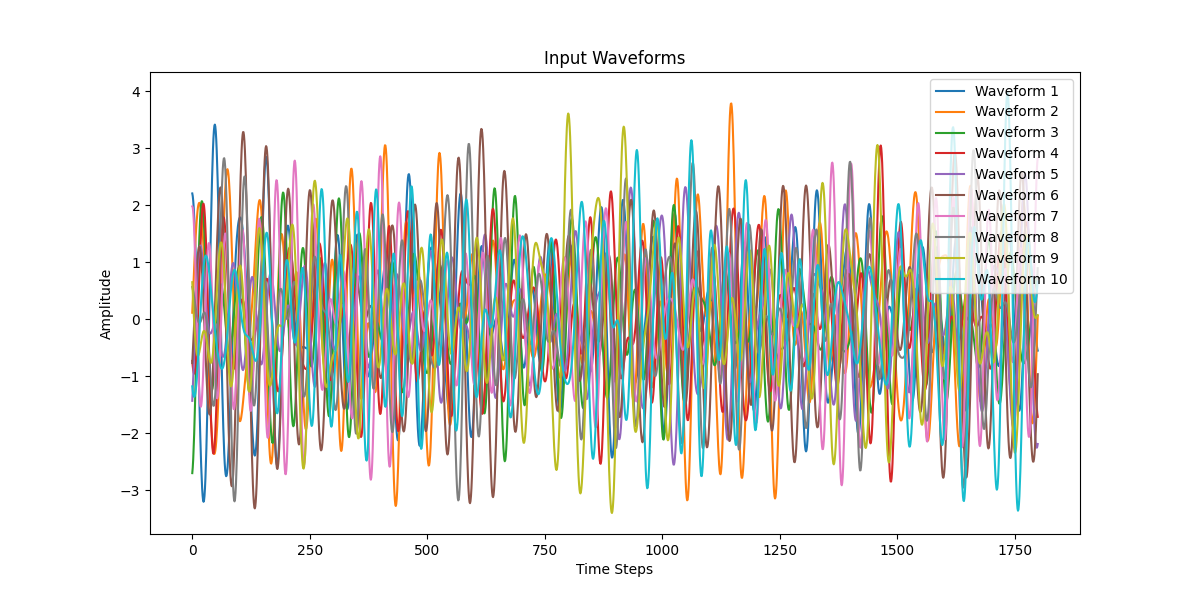 Input Waveforms
Amplitude
4
3
2
1
0
−1
−2
−3
0 250 500 750 1000 1250 1500 1750
Time Steps
Waveform 1
Waveform 2
Waveform 3
Waveform 4
Waveform 5
Waveform 6
Waveform 7
Waveform 8
Waveform 9
Waveform 10